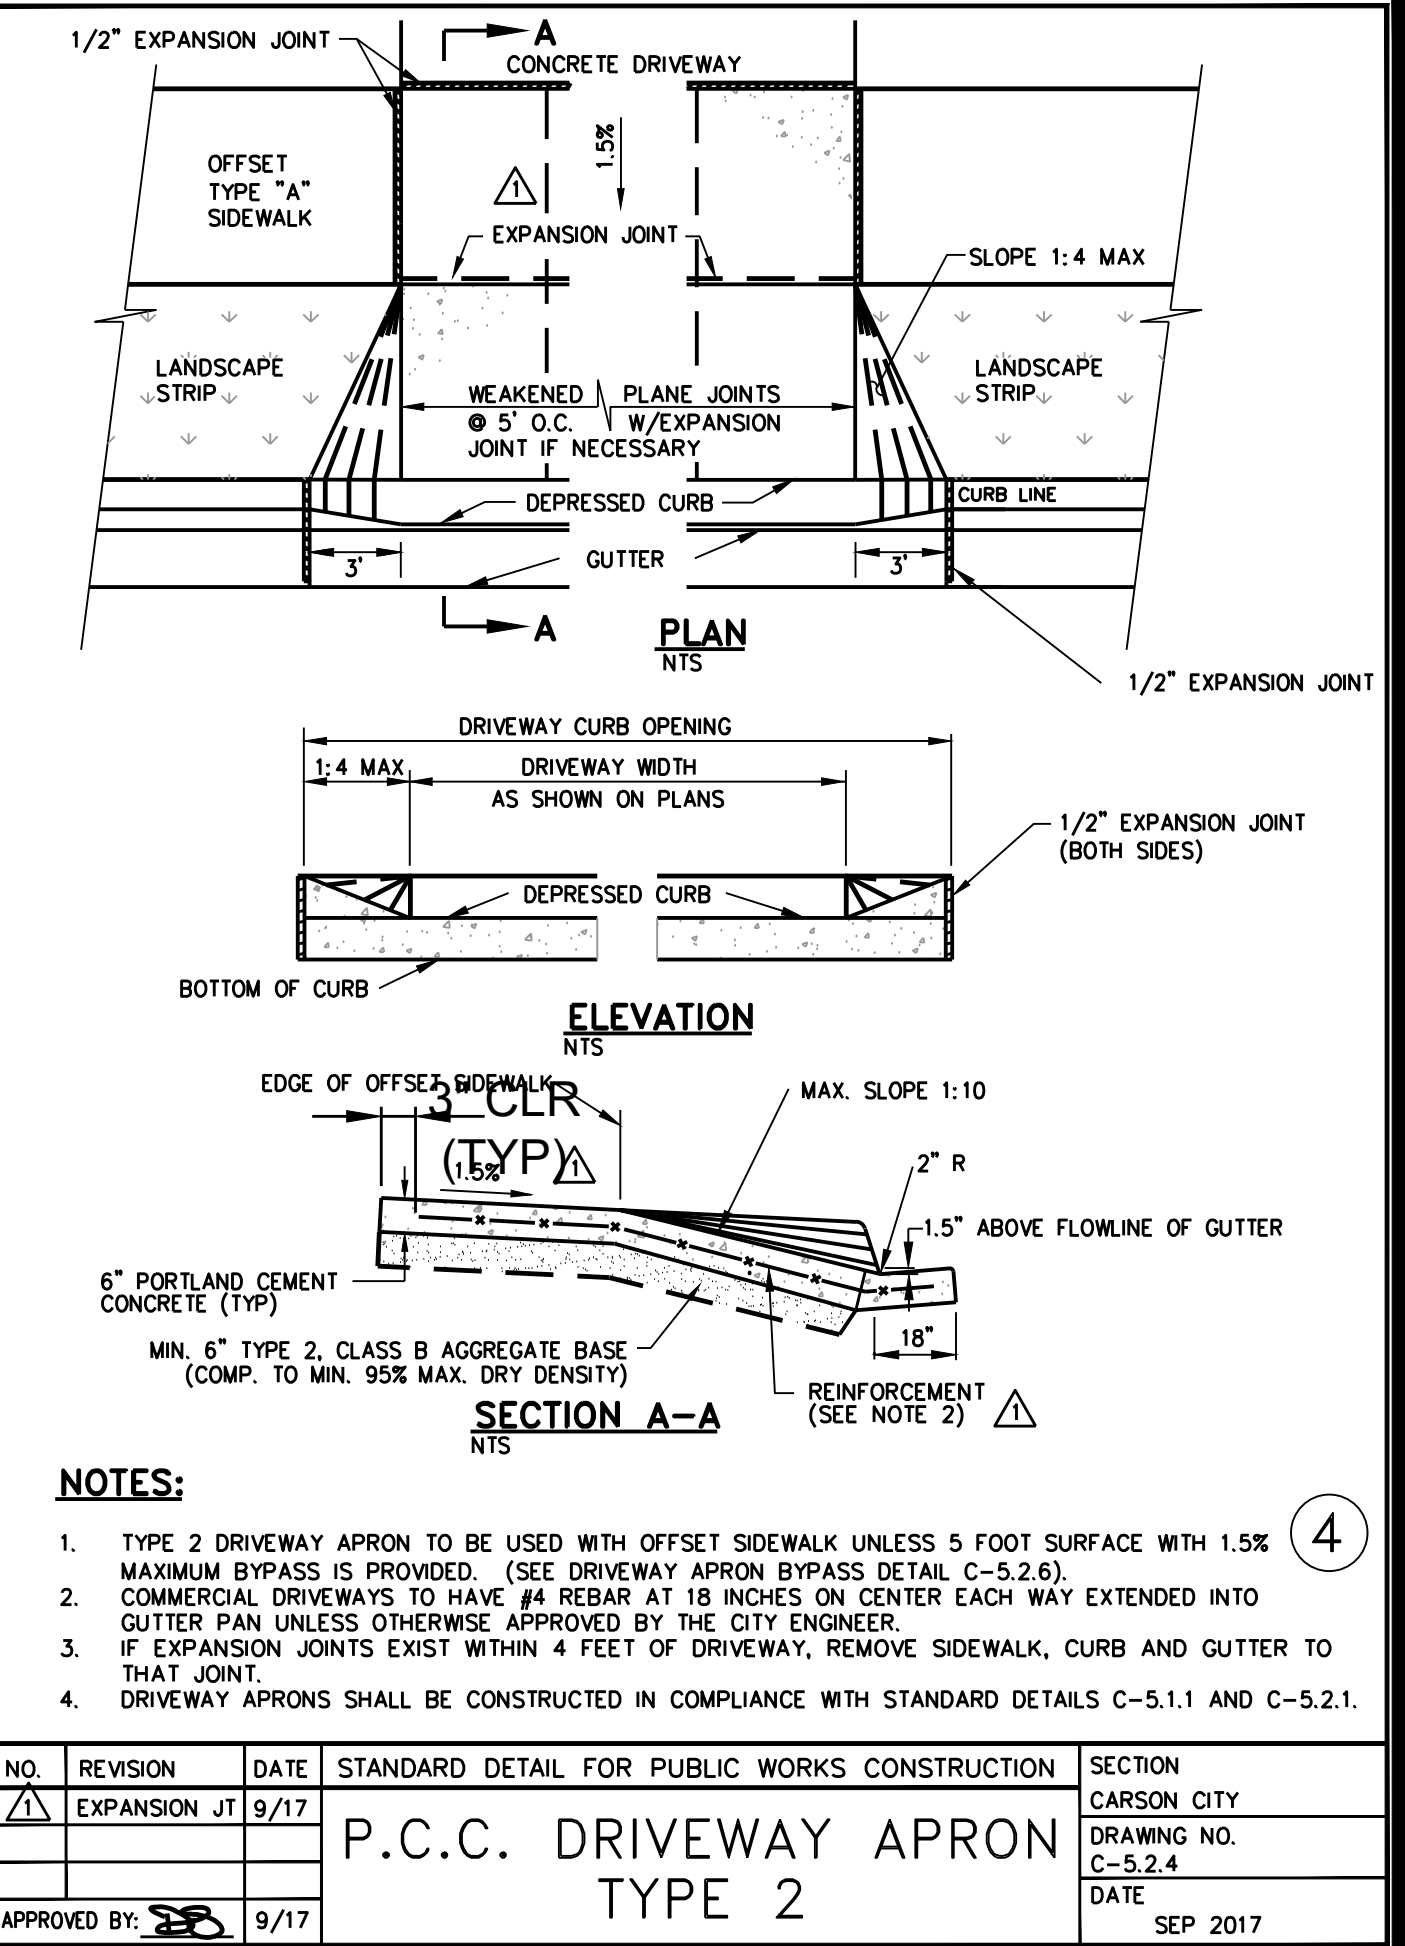 1/2" EXPANSION JOINT
A
CONCRETE DRIVEWAY
1.5%
OFFSET
TYPE "A"
SIDEWALK
1
EXPANSION JOINT
SLOPE 1:4 MAX
LANDSCAPE
STRIP
WEAKENED PLANE JOINTS
@ 5' O.C. W/EXPANSION
JOINT IF NECESSARY
LANDSCAPE
STRIP
DEPRESSED CURB
CURB LINE
3'
GUTTER
3'
A
PLAN
NTS
1/2" EXPANSION JOINT
DRIVEWAY CURB OPENING
1:4 MAX
DRIVEWAY WIDTH
AS SHOWN ON PLANS
1/2" EXPANSION JOINT
(BOTH SIDES)
DEPRESSED CURB
BOTTOM OF CURB
ELEVATION
NTS
EDGE OF OFFSET SIDEWALK
3" CLR
(TYP)
1
1.5%
MAX. SLOPE 1:10
2" R
1.5" ABOVE FLOWLINE OF GUTTER
6" PORTLAND CEMENT
CONCRETE (TYP)
MIN. 6" TYPE 2, CLASS B AGGREGATE BASE
(COMP. TO MIN. 95% MAX. DRY DENSITY)
18"
REINFORCEMENT
(SEE NOTE 2)
1
SECTION A-A
NTS
NOTES:
4
1. TYPE 2 DRIVEWAY APRON TO BE USED WITH OFFSET SIDEWALK UNLESS 5 FOOT SURFACE WITH 1.5%
MAXIMUM BYPASS IS PROVIDED. (SEE DRIVEWAY APRON BYPASS DETAIL C-5.2.6).
2. COMMERCIAL DRIVEWAYS TO HAVE #4 REBAR AT 18 INCHES ON CENTER EACH WAY EXTENDED INTO
GUTTER PAN UNLESS OTHERWISE APPROVED BY THE CITY ENGINEER.
3. IF EXPANSION JOINTS EXIST WITHIN 4 FEET OF DRIVEWAY, REMOVE SIDEWALK, CURB AND GUTTER TO
THAT JOINT.
4. DRIVEWAY APRONS SHALL BE CONSTRUCTED IN COMPLIANCE WITH STANDARD DETAILS C-5.1.1 AND C-5.2.1.
NO. REVISION DATE
1 EXPANSION JT 9/17
APPROVED BY: 9/17
STANDARD DETAIL FOR PUBLIC WORKS CONSTRUCTION
P.C.C. DRIVEWAY APRON
TYPE 2
SECTION
CARSON CITY
DRAWING NO.
C-5.2.4
DATE
SEP 2017